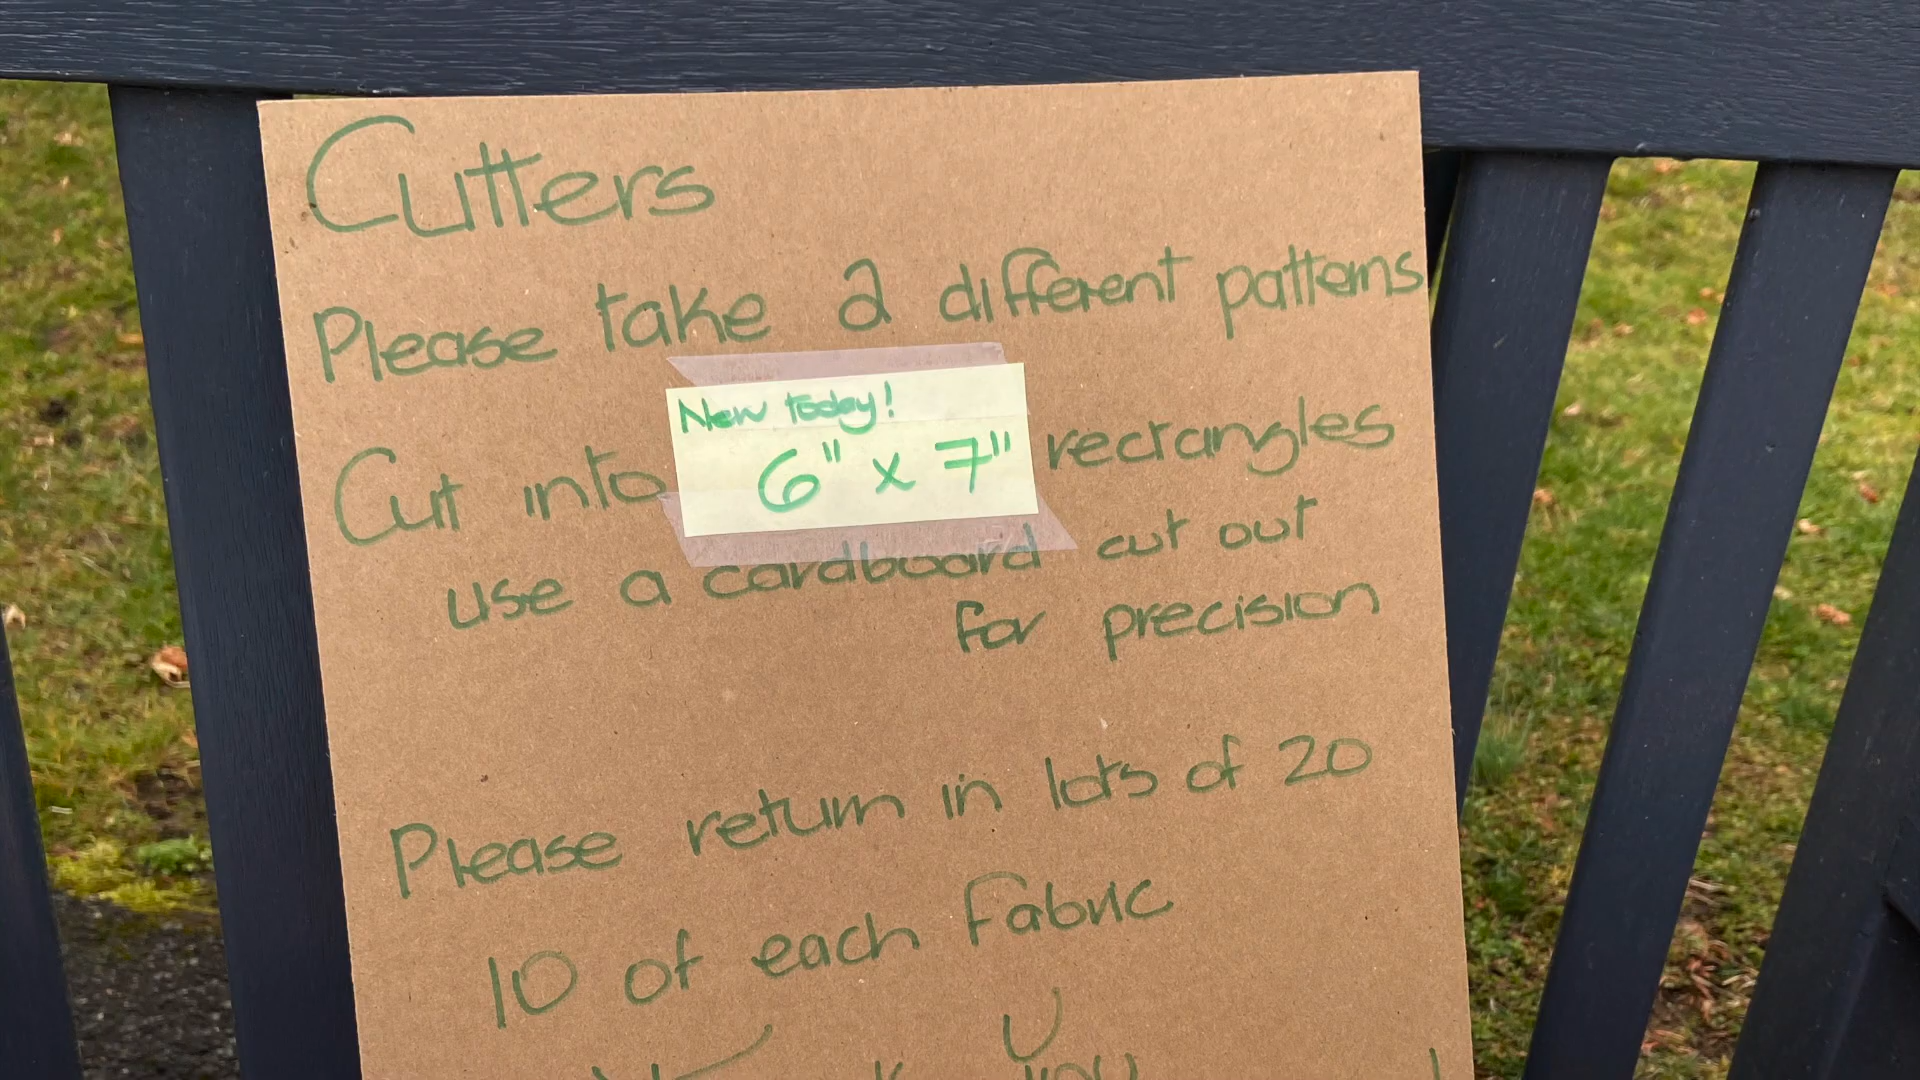 Cutters
Please take 2 different patterns
New today!
Cut into 6" x 7" rectangles
use a cardboard cut out
for precision
Please return in lots of 20
10 of each Fabric